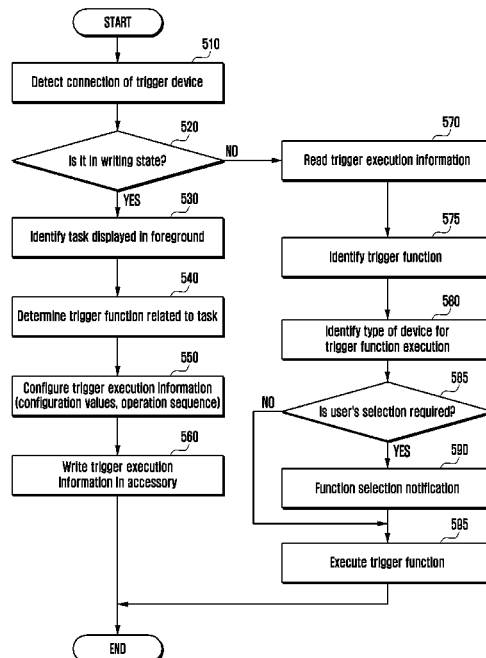 START
510
Detect connection of trigger device
520
Is it in writing state?
NO
YES
530
Identify task displayed in foreground
540
Determine trigger function related to task
550
Configure trigger execution information
(configuration values, operation sequence)
560
Write trigger execution
information in accessory
570
Read trigger execution information
575
Identify trigger function
580
Identify type of device for
trigger function execution
585
NO
Is user's selection required?
YES
590
Function selection notification
595
Execute trigger function
END